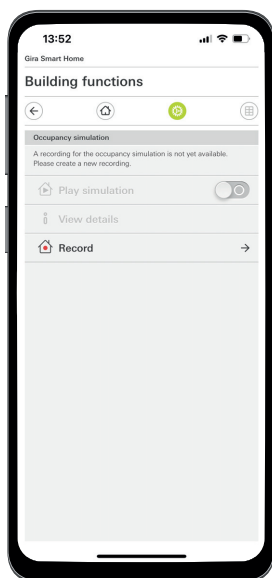 13:52
Gira Smart Home
Building functions
Occupancy simulation
A recording for the occupancy simulation is not yet available.
Please create a new recording.
Play simulation
View details
Record